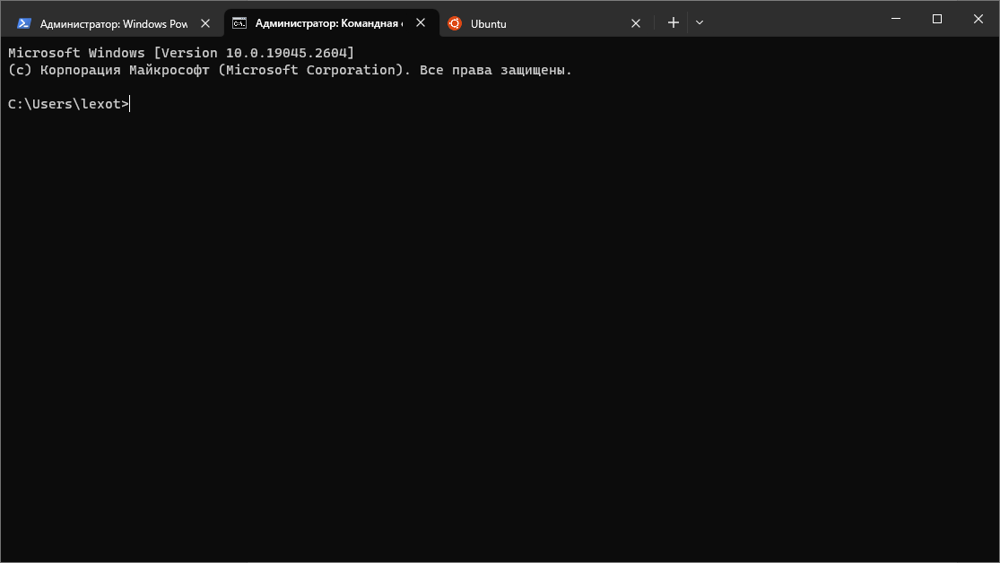 Администратор: Windows Pow
Администратор: Командная
Ubuntu
Microsoft Windows [Version 10.0.19045.2604]
(c) Корпорация Майкрософт (Microsoft Corporation). Все права защищены.
C:\Users\lexot>